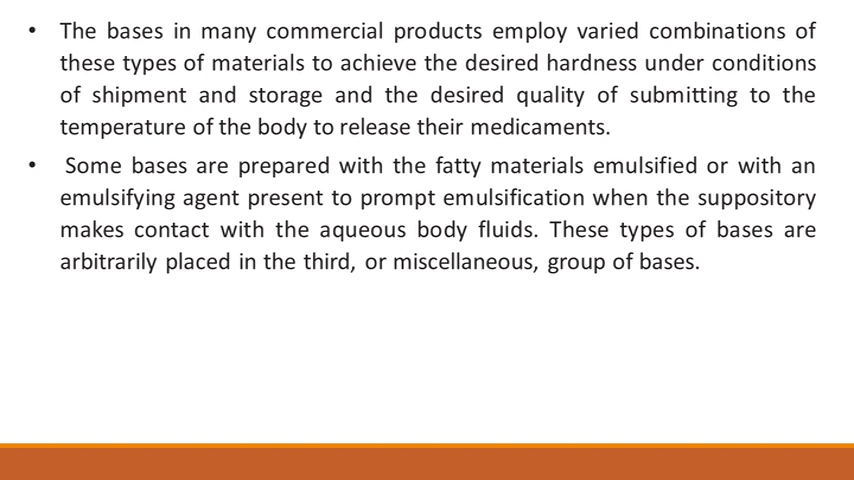 • The bases in many commercial products employ varied combinations of
these types of materials to achieve the desired hardness under conditions
of shipment and storage and the desired quality of submitting to the
temperature of the body to release their medicaments.
• Some bases are prepared with the fatty materials emulsified or with an
emulsifying agent present to prompt emulsification when the suppository
makes contact with the aqueous body fluids. These types of bases are
arbitrarily placed in the third, or miscellaneous, group of bases.